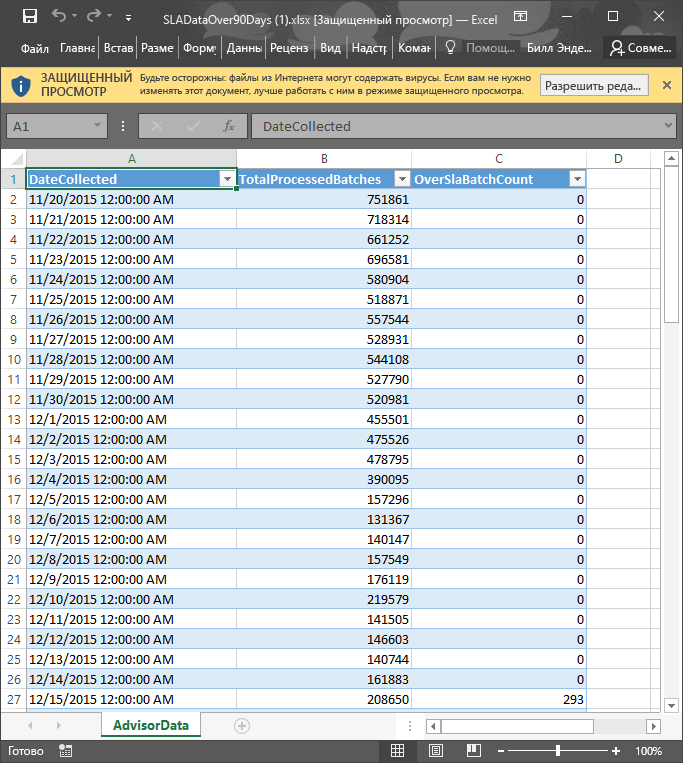 SLADataOver90Days (1).xlsx [Защищенный просмотр] — Excel
Файл Главна Встав Разме Форму Данны Реценз Вид Надстр Коман Помощ... Билл Энде... Совме...
ЗАЩИЩЕННЫЙ ПРОСМОТР
Будьте осторожны: файлы из Интернета могут содержать вирусы. Если вам не нужно
изменять этот документ, лучше работать с ним в режиме защищенного просмотра.
Разрешить реда...
A1 fx DateCollected
A B C D
1 DateCollected TotalProcessedBatches OverSlaBatchCount
2 11/20/2015 12:00:00 AM 751861 0
3 11/21/2015 12:00:00 AM 718314 0
4 11/22/2015 12:00:00 AM 661252 0
5 11/23/2015 12:00:00 AM 696581 0
6 11/24/2015 12:00:00 AM 580904 0
7 11/25/2015 12:00:00 AM 518871 0
8 11/26/2015 12:00:00 AM 557544 0
9 11/27/2015 12:00:00 AM 528931 0
10 11/28/2015 12:00:00 AM 544108 0
11 11/29/2015 12:00:00 AM 527790 0
12 11/30/2015 12:00:00 AM 520981 0
13 12/1/2015 12:00:00 AM 455501 0
14 12/2/2015 12:00:00 AM 475526 0
15 12/3/2015 12:00:00 AM 478795 0
16 12/4/2015 12:00:00 AM 390095 0
17 12/5/2015 12:00:00 AM 157296 0
18 12/6/2015 12:00:00 AM 131367 0
19 12/7/2015 12:00:00 AM 140147 0
20 12/8/2015 12:00:00 AM 157549 0
21 12/9/2015 12:00:00 AM 176119 0
22 12/10/2015 12:00:00 AM 219579 0
23 12/11/2015 12:00:00 AM 141505 0
24 12/12/2015 12:00:00 AM 146603 0
25 12/13/2015 12:00:00 AM 140744 0
26 12/14/2015 12:00:00 AM 161883 0
27 12/15/2015 12:00:00 AM 208650 293
AdvisorData
Готово 100%